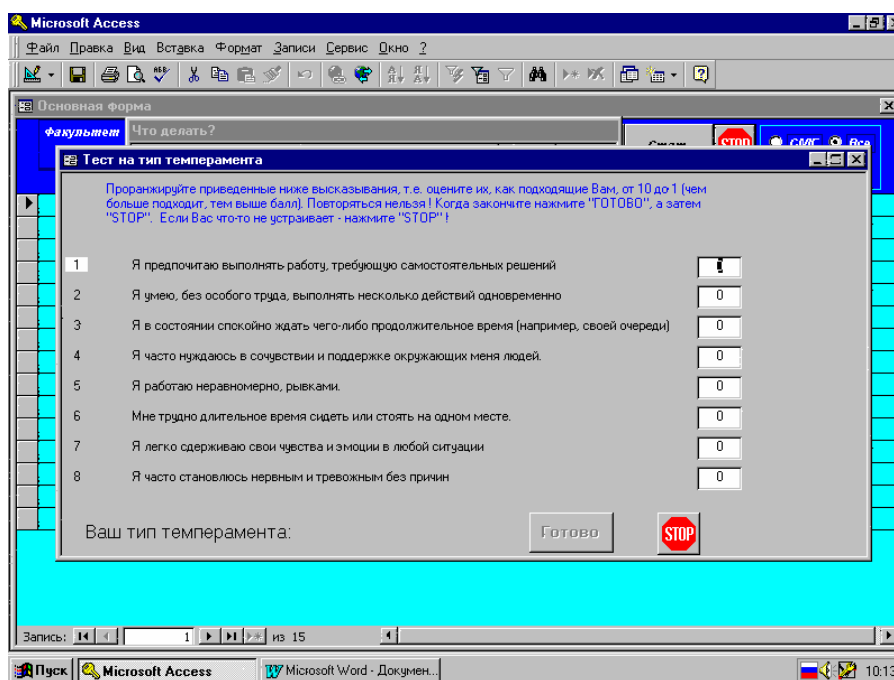 Microsoft Access
Файл Правка Вид Вставка Формат Записи Сервис Окно ?
Основная форма
Факультет
Что делать?
STOP
СМГ Все
Тест на тип темперамента
Проранжируйте приведенные ниже высказывания, т.е. оцените их, как подходящие Вам, от 10 до 1 (чем
больше подходит, тем выше балл). Повторяться нельзя ! Когда закончите нажмите "ГОТОВО", а затем
"STOP". Если Вас что-то не устраивает - нажмите "STOP" !
1 Я предпочитаю выполнять работу, требующую самостоятельных решений
2 Я умею, без особого труда, выполнять несколько действий одновременно 0
3 Я в состоянии спокойно ждать чего-либо продолжительное время (например, своей очереди) 0
4 Я часто нуждаюсь в сочувствии и поддержке окружающих меня людей. 0
5 Я работаю неравномерно, рывками. 0
6 Мне трудно длительное время сидеть или стоять на одном месте. 0
7 Я легко сдерживаю свои чувства и эмоции в любой ситуации 0
8 Я часто становлюсь нервным и тревожным без причин 0
Ваш тип темперамента: Готово STOP
Запись: 1 из 15
Пуск Microsoft Access Microsoft Word - Докумен... 10:13